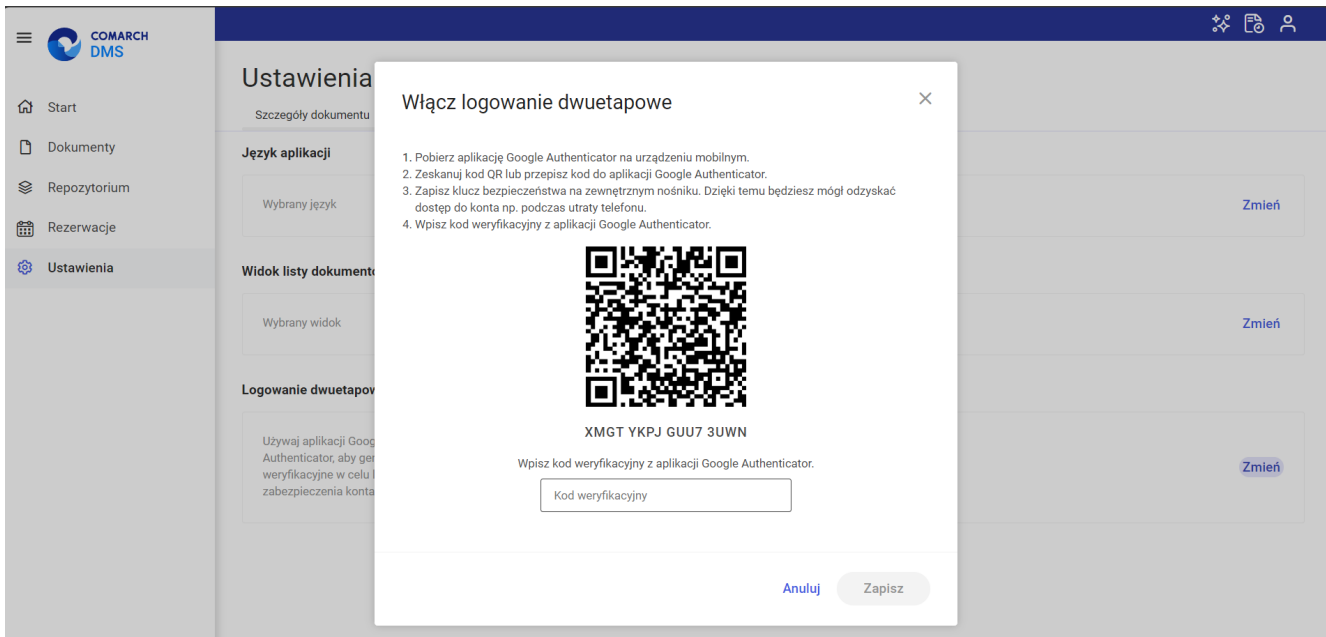 COMARCH
DMS
Start
Dokumenty
Repozytorium
Rezerwacje
Ustawienia
Ustawienia
Szczegóły dokumentu
Język aplikacji
Wybrany język
Zmień
Widok listy dokumentó
Wybrany widok
Zmień
Logowanie dwuetapow
Używaj aplikacji Goog
Authenticator, aby gen
weryfikacyjne w celu
zabezpieczenia konta
Zmień
Włącz logowanie dwuetapowe
1. Pobierz aplikację Google Authenticator na urządzeniu mobilnym.
2. Zeskanuj kod QR lub przepisz kod do aplikacji Google Authenticator.
3. Zapisz klucz bezpieczeństwa na zewnętrznym nośniku. Dzięki temu będziesz mógł odzyskać
dostęp do konta np. podczas utraty telefonu.
4. Wpisz kod weryfikacyjny z aplikacji Google Authenticator.
XMGT YKPJ GUU7 3UWN
Wpisz kod weryfikacyjny z aplikacji Google Authenticator.
Kod weryfikacyjny
Anuluj
Zapisz